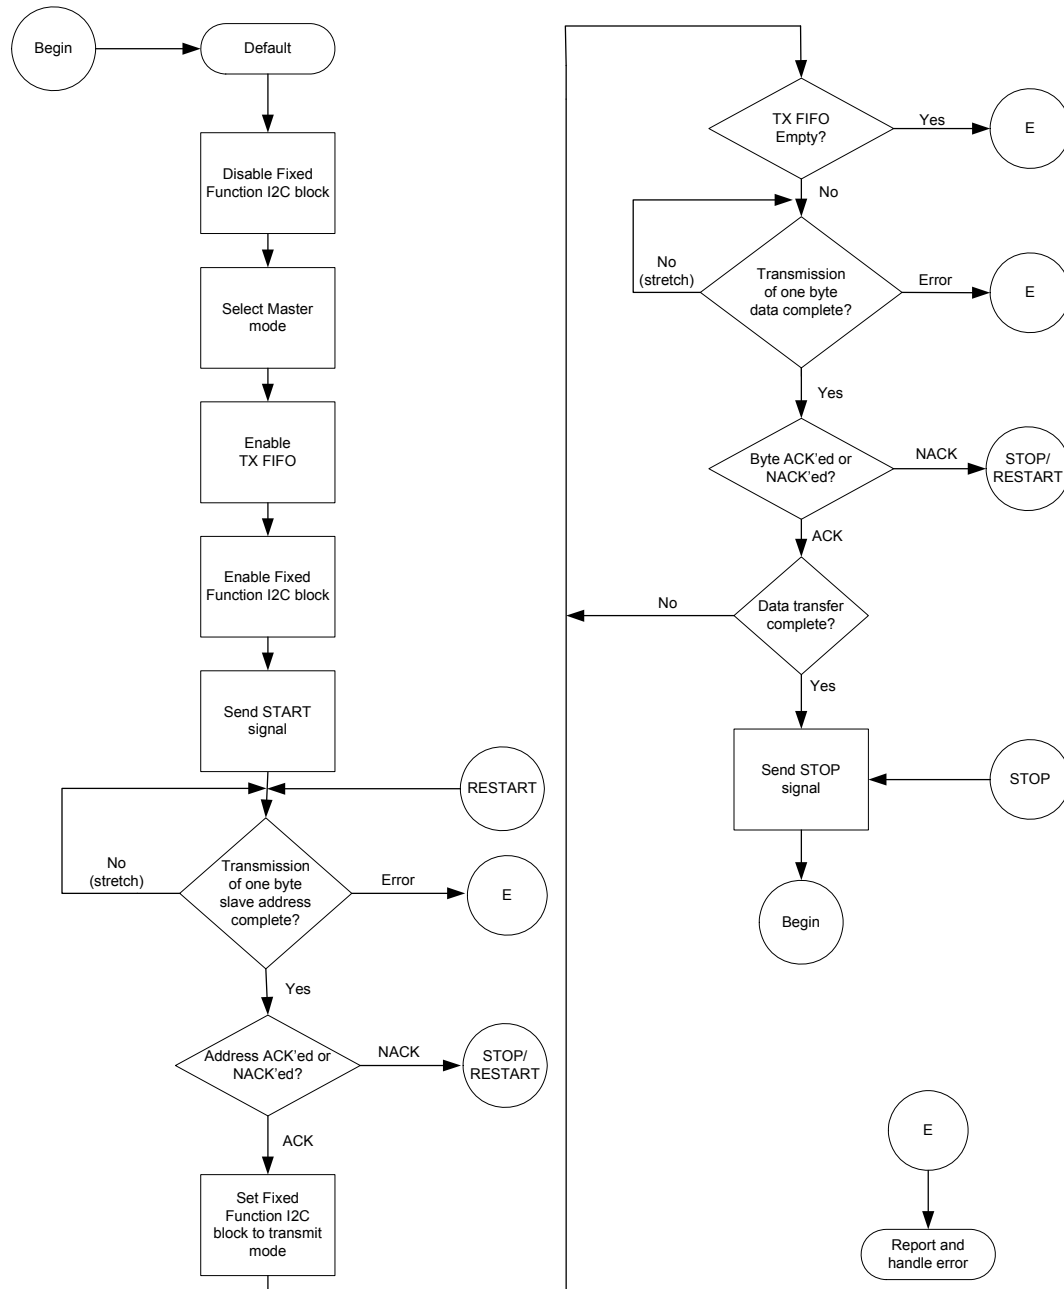 Begin
Default
Disable Fixed
Function I2C block
Select Master
mode
Enable
TX FIFO
Enable Fixed
Function I2C block
Send START
signal
RESTART
No
(stretch)
Transmission
of one byte
slave address
complete?
Error
E
Yes
Address ACK'ed or
NACK'ed?
NACK
STOP/
RESTART
ACK
Set Fixed
Function I2C
block to transmit
mode
TX FIFO
Empty?
Yes
E
No
No
(stretch)
Transmission
of one byte
data complete?
Error
E
Yes
Byte ACK'ed or
NACK'ed?
NACK
STOP/
RESTART
ACK
No
Data transfer
complete?
Yes
Send STOP
signal
STOP
Begin
E
Report and
handle error